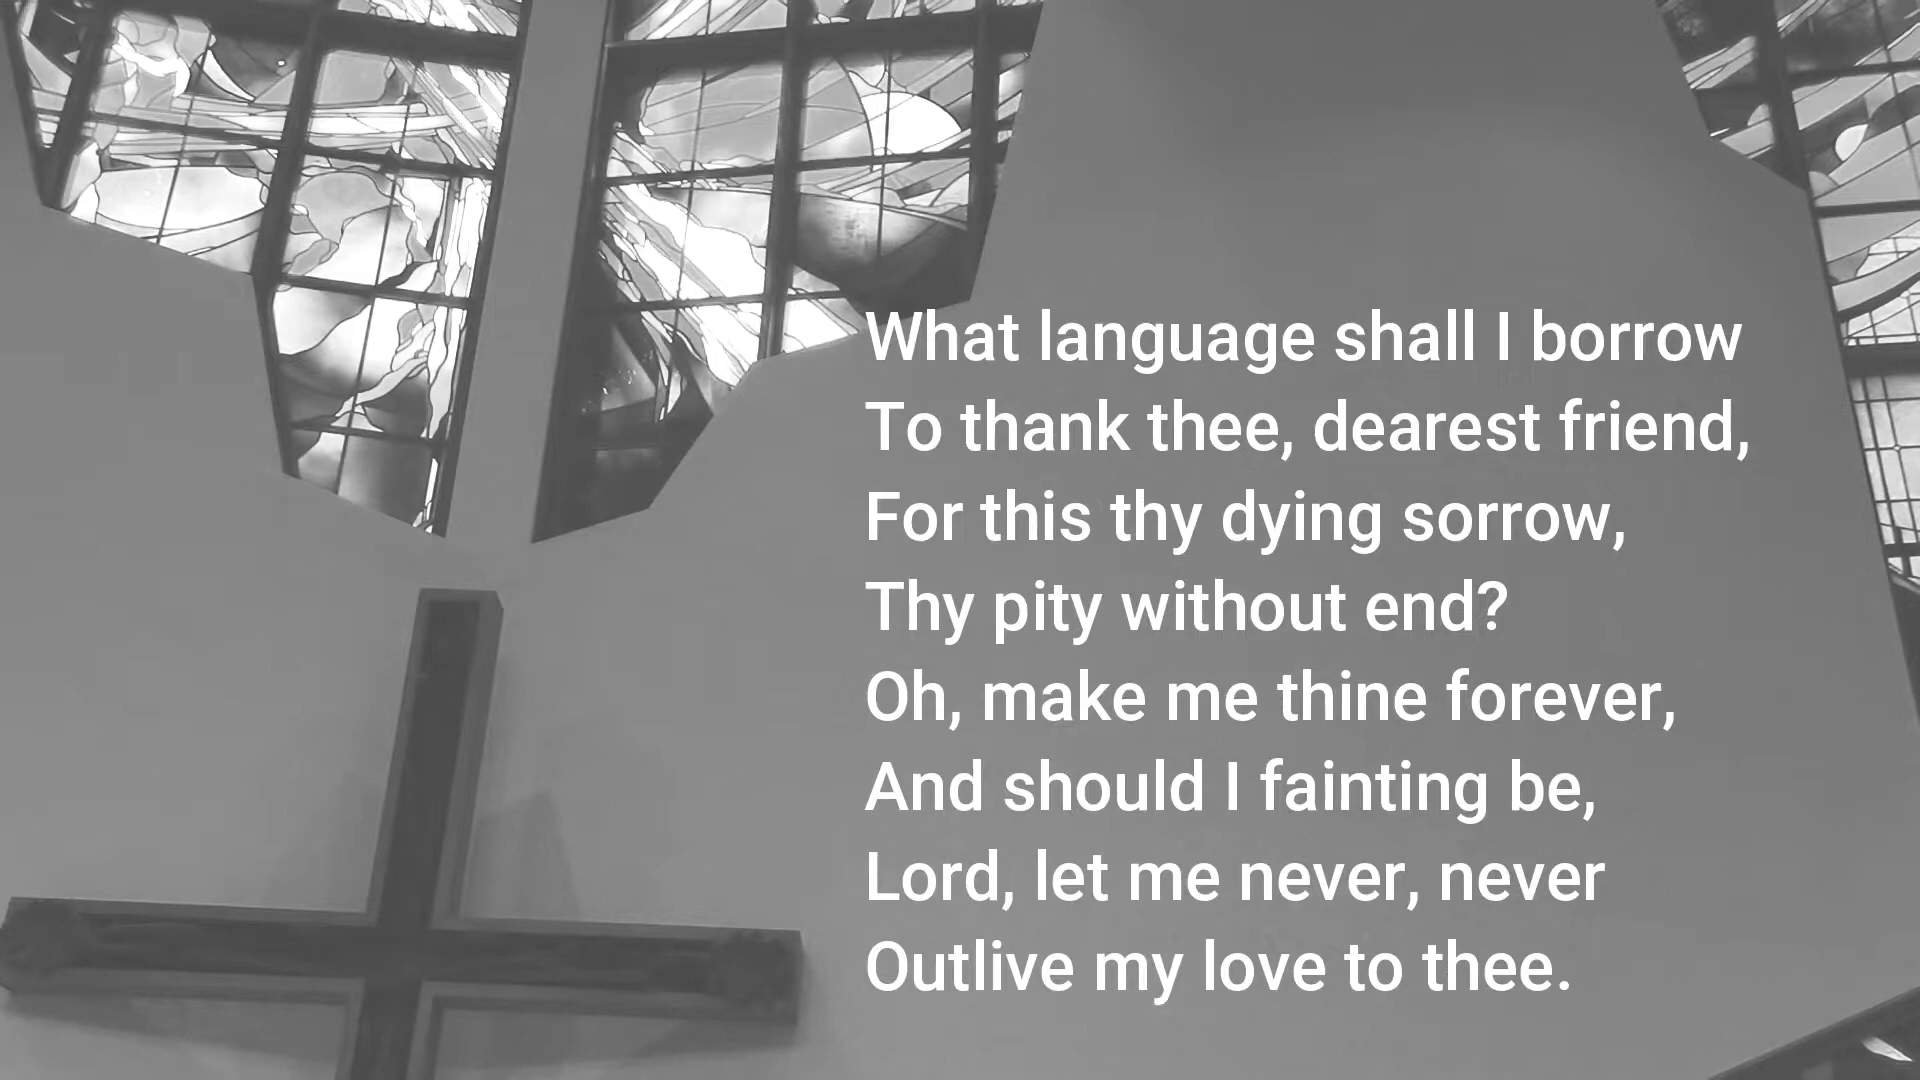 What language shall I borrow
To thank thee, dearest friend,
For this thy dying sorrow,
Thy pity without end?
Oh, make me thine forever,
And should I fainting be,
Lord, let me never, never
Outlive my love to thee.